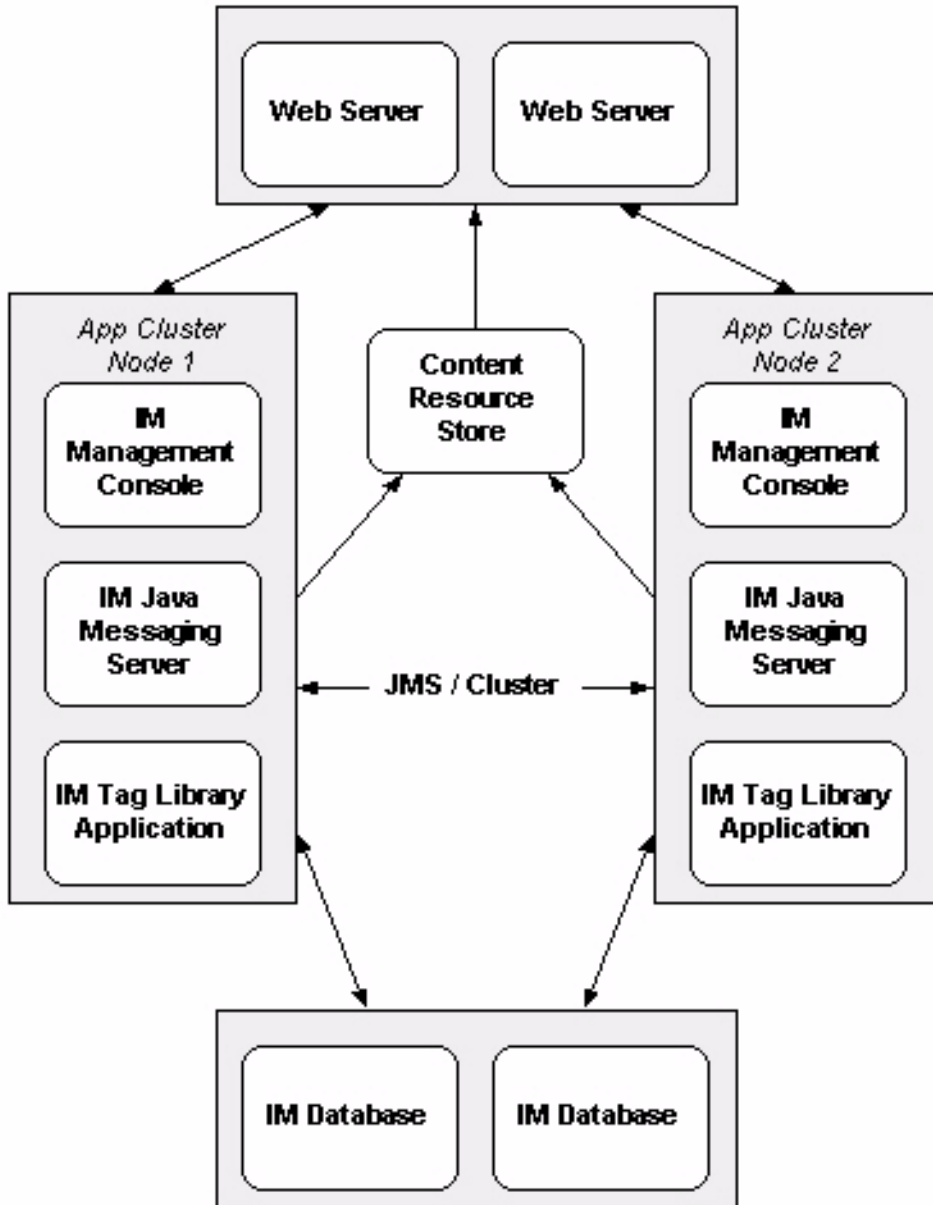 Web Server
Web Server
App Cluster
Node 1
IM
Management
Console
IM Java
Messaging
Server
IM Tag Library
Application
Content
Resource
Store
JMS / Cluster
App Cluster
Node 2
IM
Management
Console
IM Java
Messaging
Server
IM Tag Library
Application
IM Database
IM Database